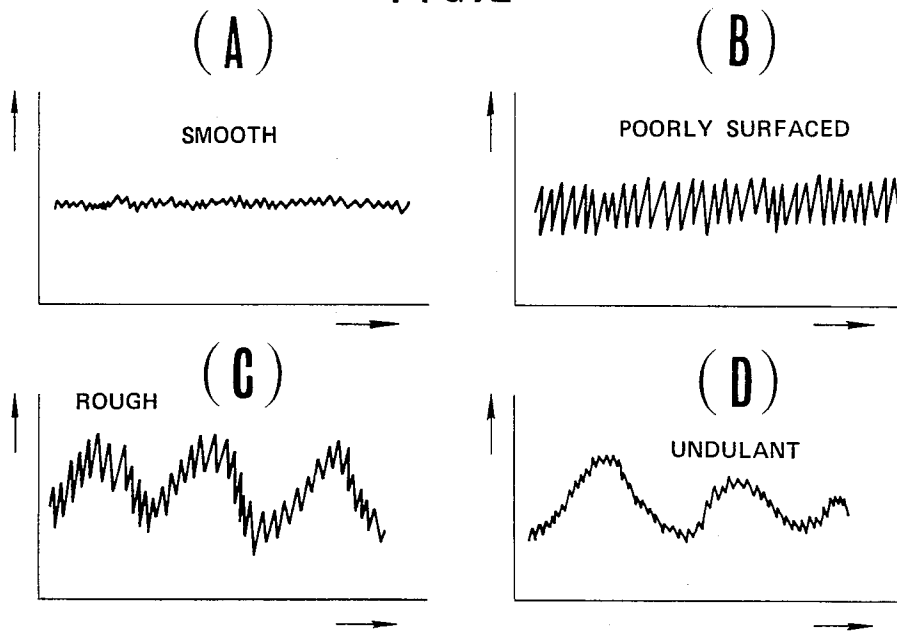 (A)
SMOOTH
(B)
POORLY SURFACED
(C)
ROUGH
(D)
UNDULANT